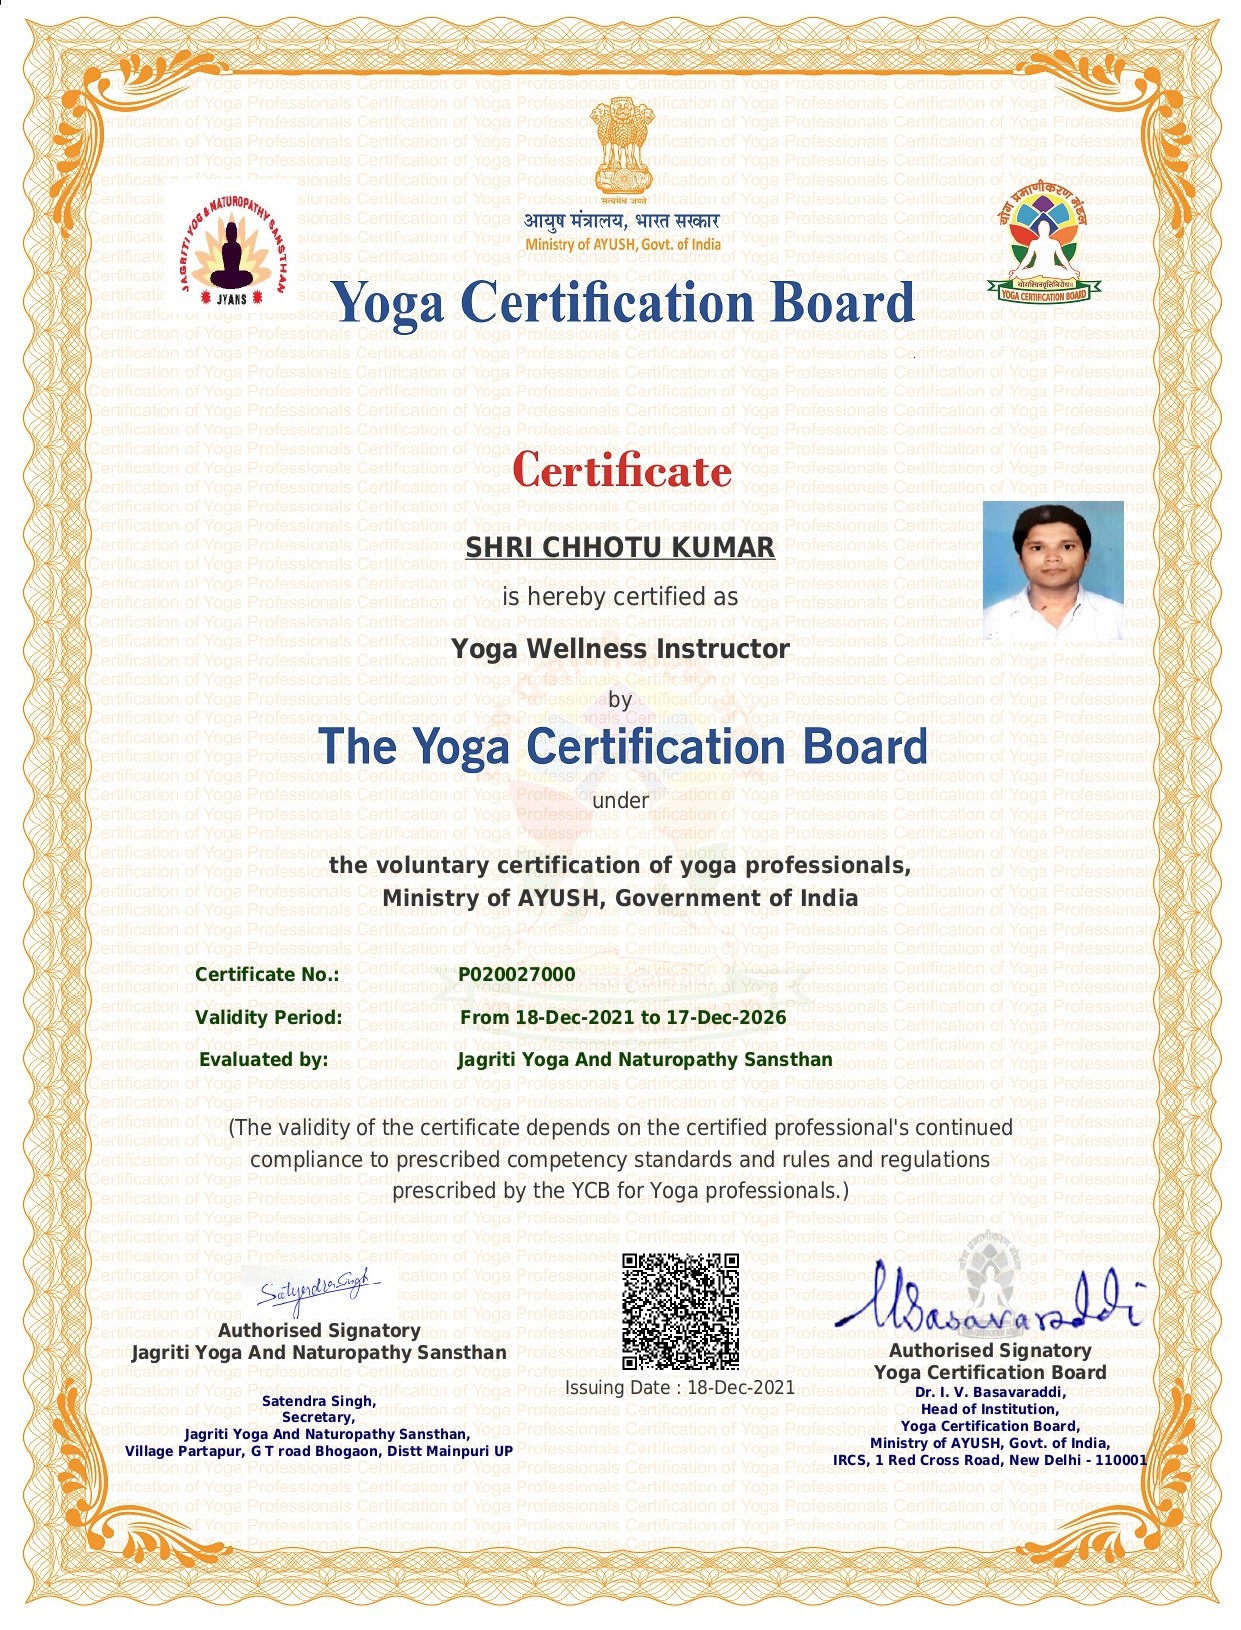 सत्यमेव जयते
आयुष मंत्रालय, भारत सरकार
Ministry of AYUSH, Govt. of India
JAGRITI YOG & NATUROPATHY SANSTHAN
JYANS
योग प्रमाणीकरण मंडल
YOGA CERTIFICATION BOARD
Yoga Certification Board
Certificate
SHRI CHHOTU KUMAR
is hereby certified as
Yoga Wellness Instructor
by
The Yoga Certification Board
under
the voluntary certification of yoga professionals,
Ministry of AYUSH, Government of India
Certificate No.: P020027000
Validity Period: From 18-Dec-2021 to 17-Dec-2026
Evaluated by: Jagriti Yoga And Naturopathy Sansthan
(The validity of the certificate depends on the certified professional's continued
compliance to prescribed competency standards and rules and regulations
prescribed by the YCB for Yoga professionals.)
Satyendra Singh
Authorised Signatory
Jagriti Yoga And Naturopathy Sansthan
Satendra Singh,
Secretary,
Jagriti Yoga And Naturopathy Sansthan,
Village Partapur, G T road Bhogaon, Distt Mainpuri UP
Issuing Date : 18-Dec-2021
Authorised Signatory
Yoga Certification Board
Dr. I. V. Basavaraddi,
Head of Institution,
Yoga Certification Board,
Ministry of AYUSH, Govt. of India,
IRCS, 1 Red Cross Road, New Delhi - 110001